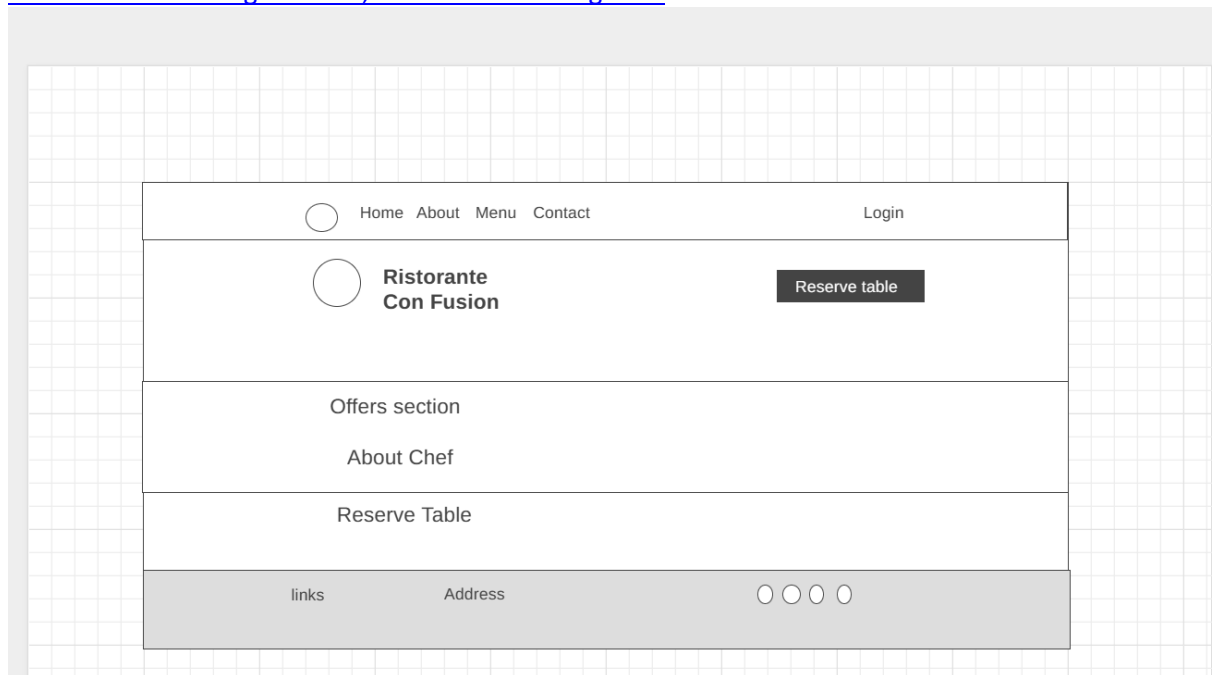 Home About Menu Contact Login
Ristorante
Con Fusion
Reserve table
Offers section
About Chef
Reserve Table
links Address